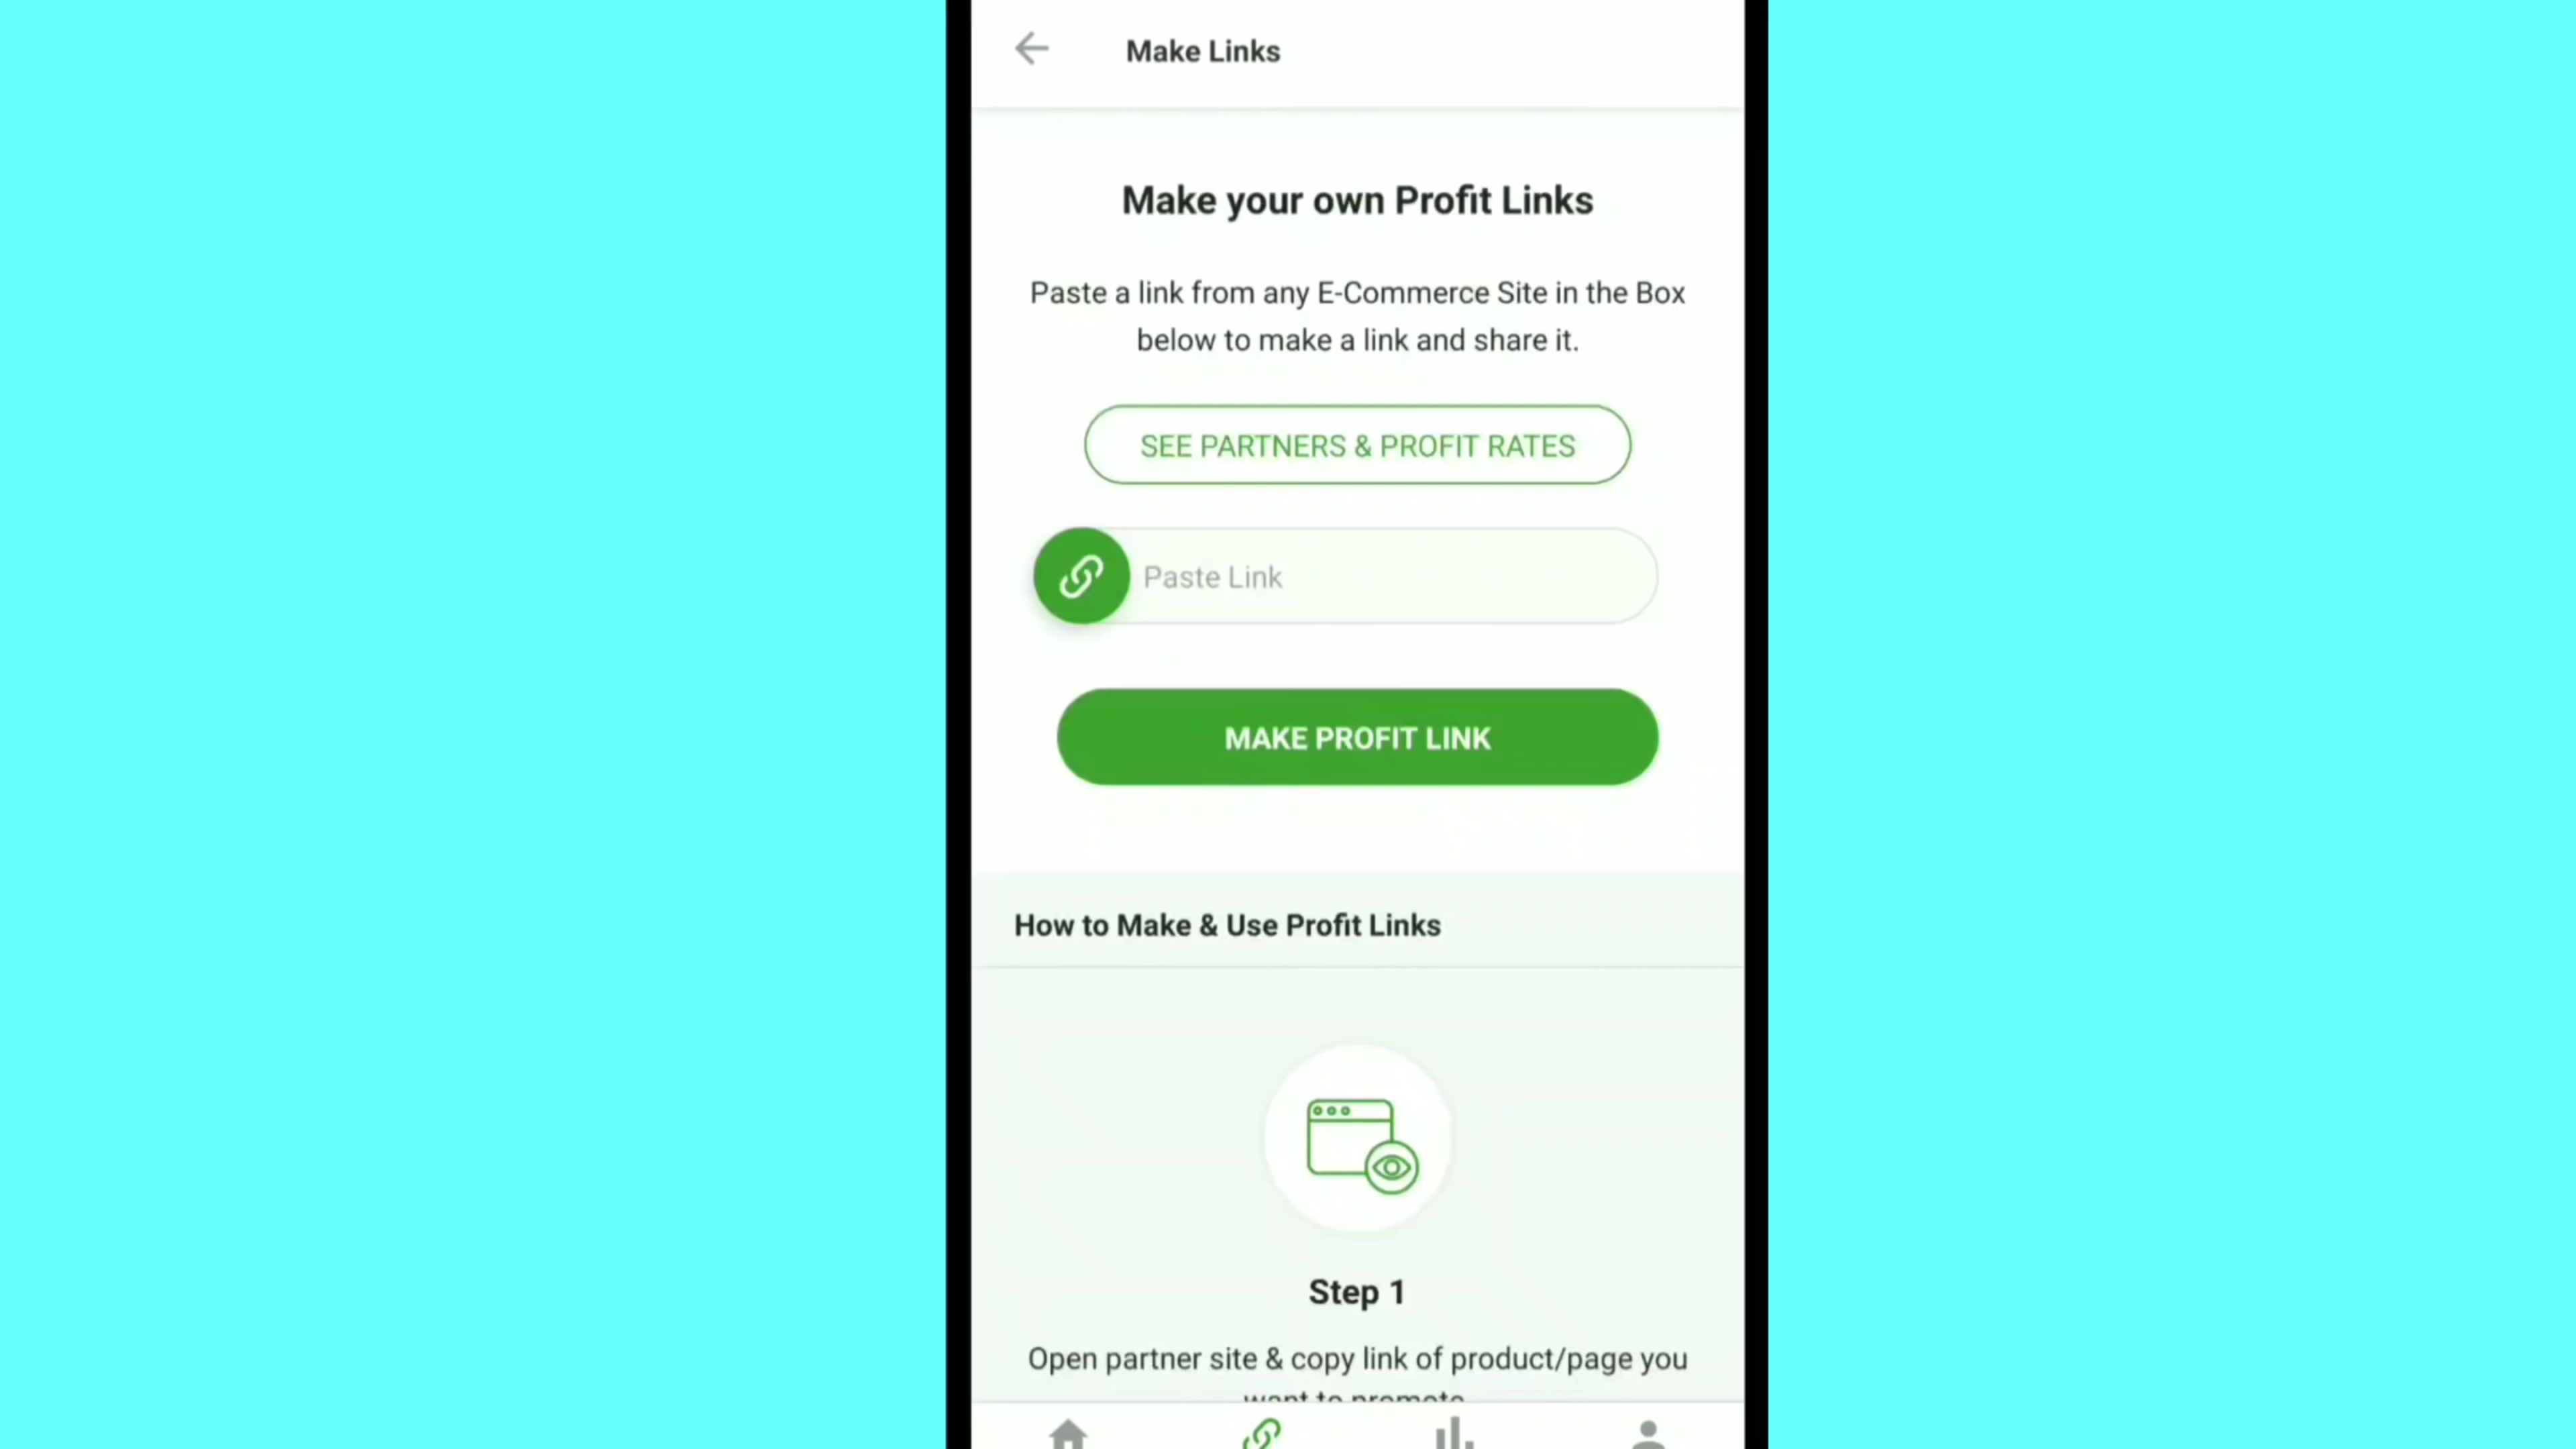 Make Links
Make your own Profit Links
Paste a link from any E-Commerce Site in the Box
below to make a link and share it.
SEE PARTNERS & PROFIT RATES
Paste Link
MAKE PROFIT LINK
How to Make & Use Profit Links
Step 1
Open partner site & copy link of product/page you
want to promote